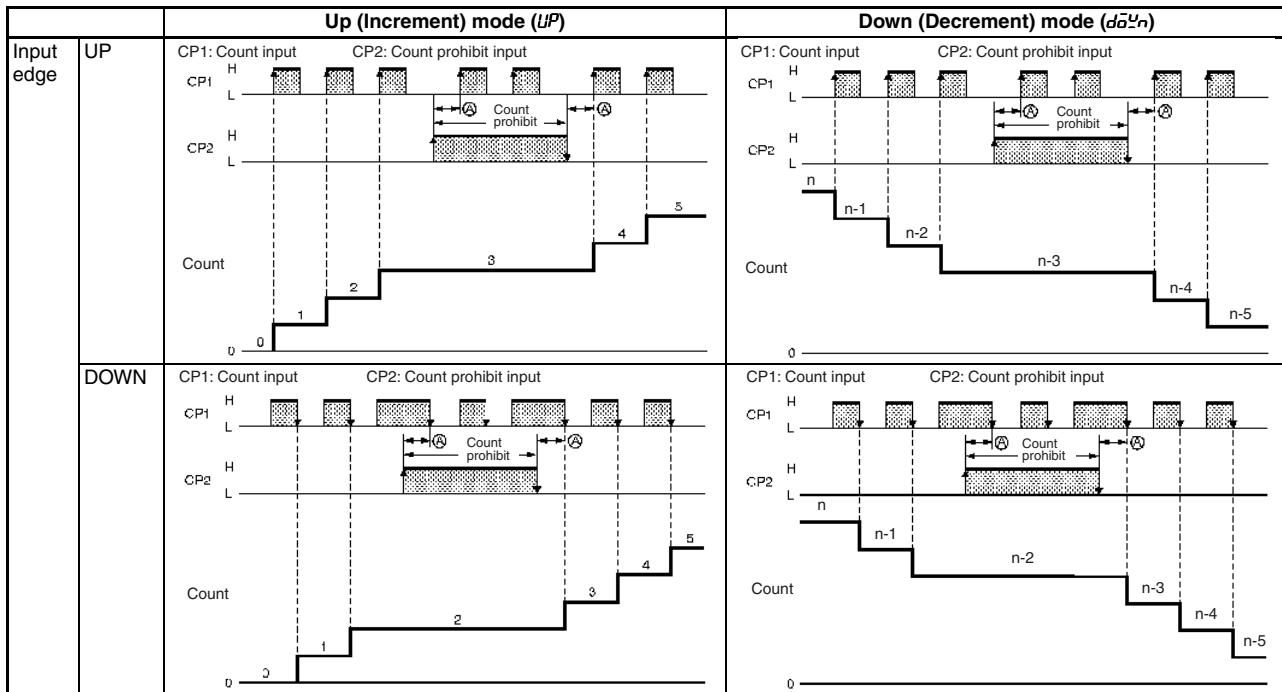 Up (Increment) mode (UP)
Down (Decrement) mode (doYn)
Input edge
UP
CP1: Count input CP2: Count prohibit input
H
CP1
L
A
Count prohibit
A
H
CP2
L
5
4
3
Count
2
1
0
0
CP1: Count input CP2: Count prohibit input
H
CP1
L
A
Count prohibit
A
H
CP2
L
n
n-1
n-2
n-3
Count
n-4
n-5
0
DOWN
CP1: Count input CP2: Count prohibit input
H
CP1
L
A
Count prohibit
A
H
CP2
L
5
4
3
Count
2
1
0
0
CP1: Count input CP2: Count prohibit input
H
CP1
L
A
Count prohibit
A
H
CP2
L
n
n-1
n-2
Count
n-3
n-4
n-5
0